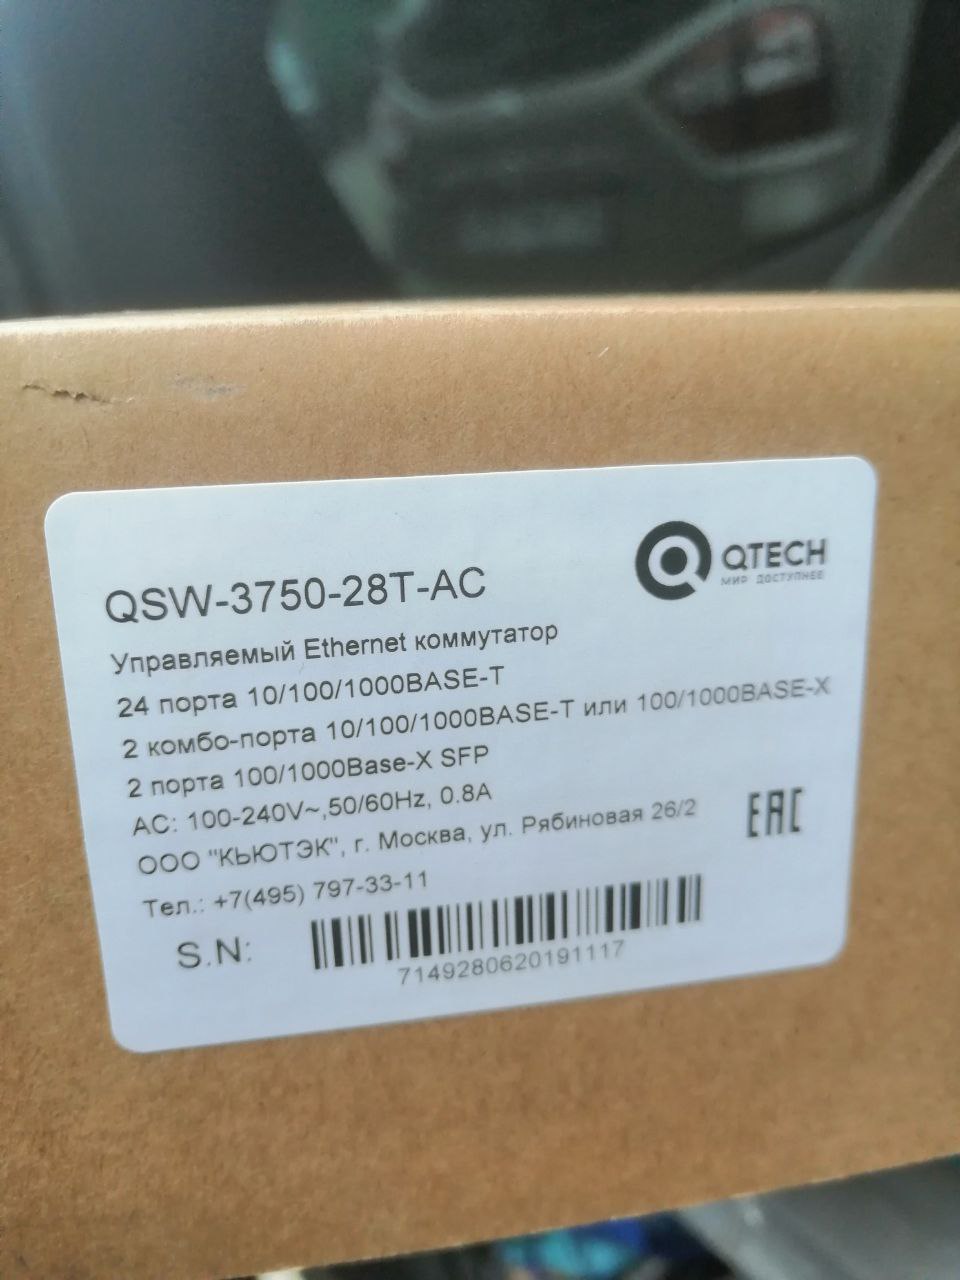 QTECH
МИР ДОСТУПНЕЕ
QSW-3750-28T-AC
Управляемый Ethernet коммутатор
24 порта 10/100/1000BASE-T
2 комбо-порта 10/100/1000BASE-T или 100/1000BASE-X
2 порта 100/1000Base-X SFP
AC: 100-240V~,50/60Hz, 0.8A
ООО "КЬЮТЭК", г. Москва, ул. Рябиновая 26/2
EAC
Тел.: +7(495) 797-33-11
S.N:
7149280620191117